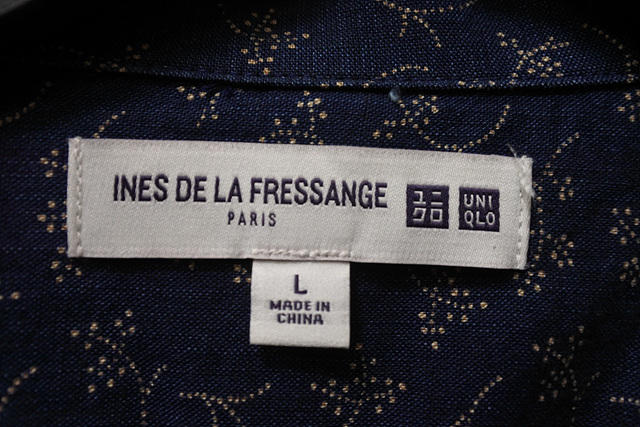 INES DE LA FRESSANGE
PARIS
ユニ
クロ
UNI
QLO
L
MADE IN
CHINA